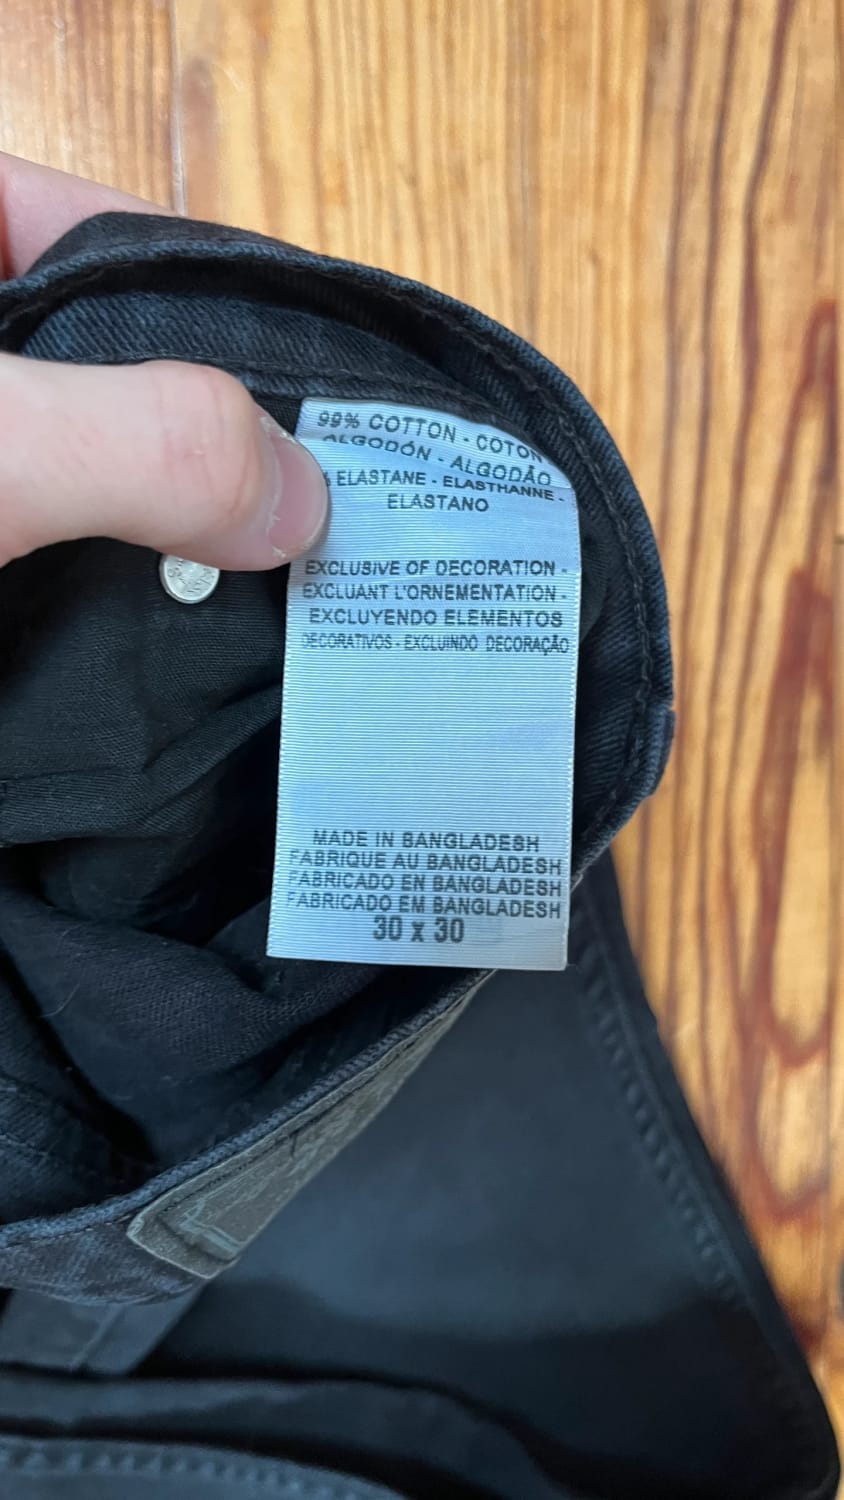 99% COTTON - COTON
ALGODÓN - ALGODÃO
% ELASTANE - ELASTHANNE -
ELASTANO
EXCLUSIVE OF DECORATION -
EXCLUANT L'ORNEMENTATION -
EXCLUYENDO ELEMENTOS
DECORATIVOS - EXCLUINDO DECORAÇÃO
MADE IN BANGLADESH
FABRIQUE AU BANGLADESH
FABRICADO EN BANGLADESH
FABRICADO EM BANGLADESH
30 x 30